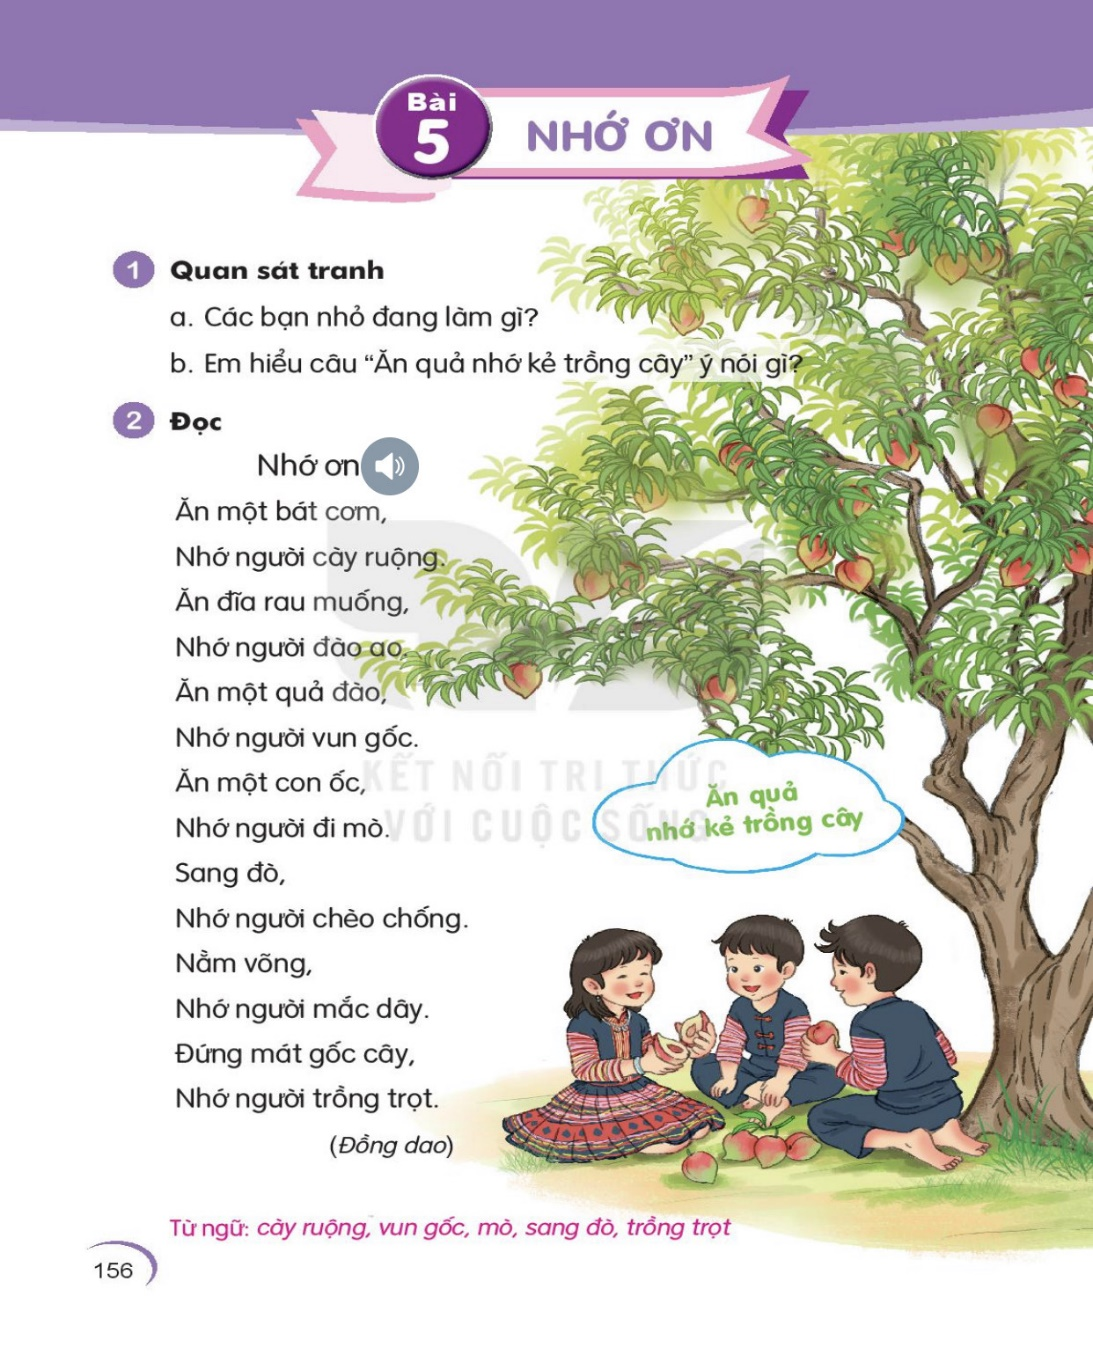 Bài
5
NHỚ ƠN
1 Quan sát tranh
a. Các bạn nhỏ đang làm gì?
b. Em hiểu câu “Ăn quả nhớ kẻ trồng cây” ý nói gì?
2 Đọc
Nhớ ơn
Ăn một bát cơm,
Nhớ người cày ruộng.
Ăn đĩa rau muống,
Nhớ người đào ao.
Ăn một quả đào,
Nhớ người vun gốc.
Ăn một con ốc,
Nhớ người đi mò.
Sang đò,
Nhớ người chèo chống.
Nằm võng,
Nhớ người mắc dây.
Đứng mát gốc cây,
Nhớ người trồng trọt.
(Đồng dao)
KẾT NỐI TRI THỨC
VỚI CUỘC SỐNG
Ăn quả
nhớ kẻ trồng cây
Từ ngữ: cày ruộng, vun gốc, mò, sang đò, trồng trọt
156